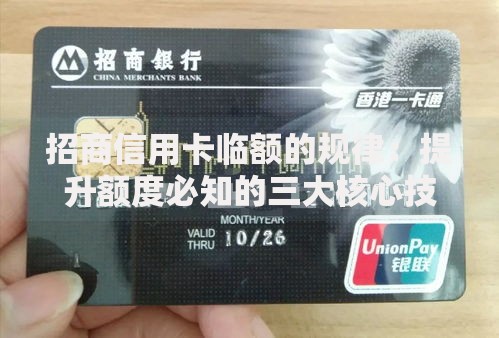 招商银行
CHINA MERCHANTS BANK
香港一卡通
招商信用卡临额的规律，提
升额度必知的三大核心技
MONTH/YEAR
VALID
THRU 10/26
UnionPay
银联